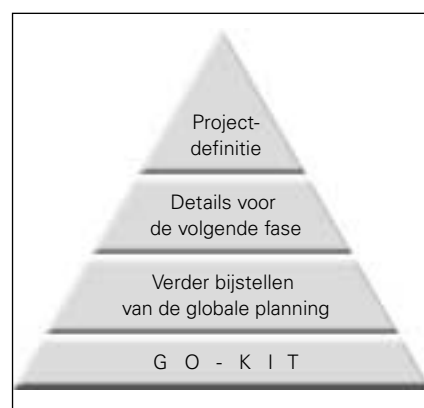 Project-
definitie
Details voor
de volgende fase
Verder bijstellen
van de globale planning
G O - K I T